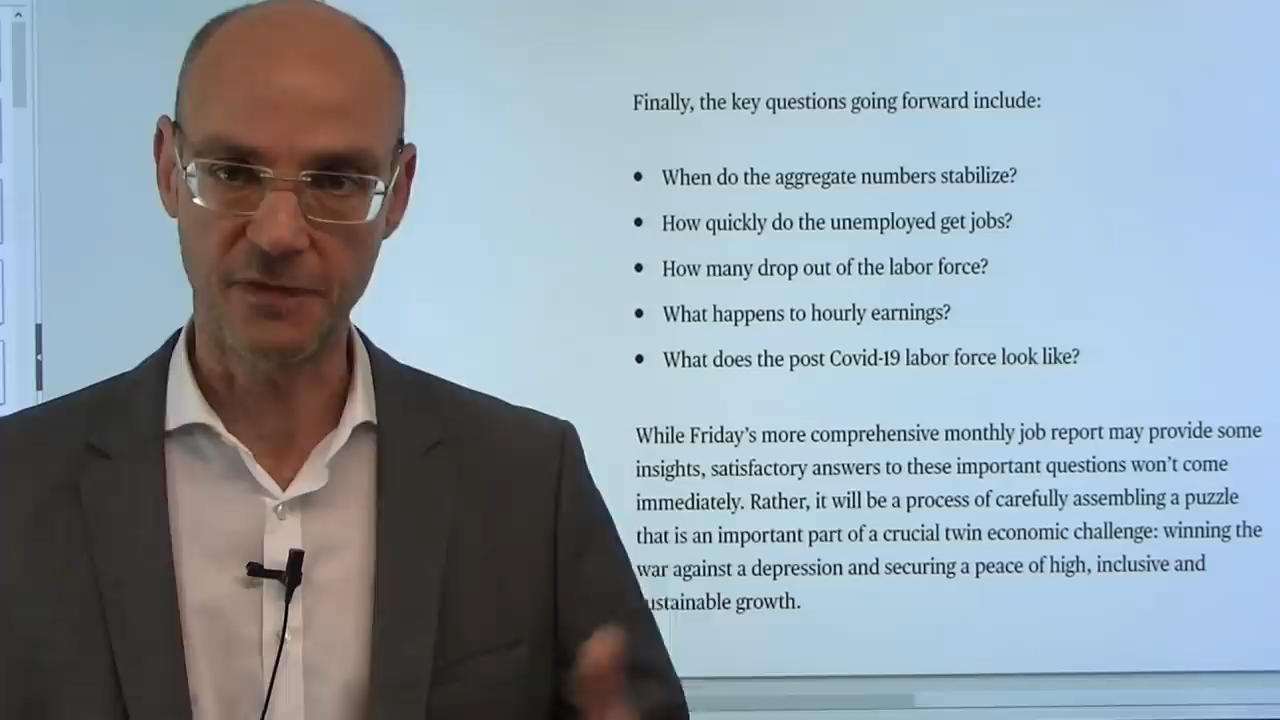 Finally, the key questions going forward include:
• When do the aggregate numbers stabilize?
• How quickly do the unemployed get jobs?
• How many drop out of the labor force?
• What happens to hourly earnings?
• What does the post Covid-19 labor force look like?
While Friday’s more comprehensive monthly job report may provide some
insights, satisfactory answers to these important questions won’t come
immediately. Rather, it will be a process of carefully assembling a puzzle
that is an important part of a crucial twin economic challenge: winning the
war against a depression and securing a peace of high, inclusive and
ustainable growth.